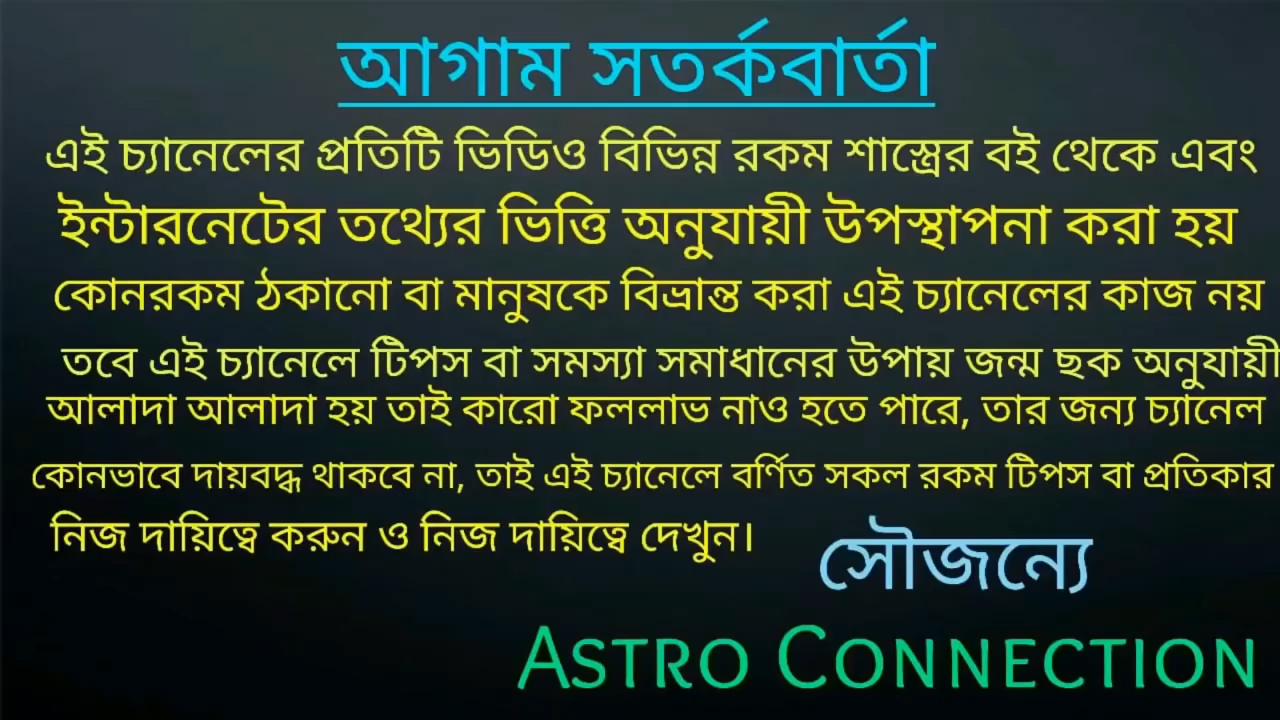 আগাম সতর্কবার্তা
এই চ্যানেলের প্রতিটি ভিডিও বিভিন্ন রকম শাস্ত্রের বই থেকে এবং
ইন্টারনেটের তথ্যের ভিত্তি অনুযায়ী উপস্থাপনা করা হয়
কোনরকম ঠকানো বা মানুষকে বিভ্রান্ত করা এই চ্যানেলের কাজ নয়
তবে এই চ্যানেলে টিপস বা সমস্যা সমাধানের উপায় জন্ম ছক অনুযায়ী
আলাদা আলাদা হয় তাই কারো ফললাভ নাও হতে পারে, তার জন্য চ্যানেল
কোনভাবে দায়বদ্ধ থাকবে না, তাই এই চ্যানেলে বর্ণিত সকল রকম টিপস বা প্রতিকার
নিজ দায়িত্বে করুন ও নিজ দায়িত্বে দেখুন।
সৌজন্যে
ASTRO CONNECTION